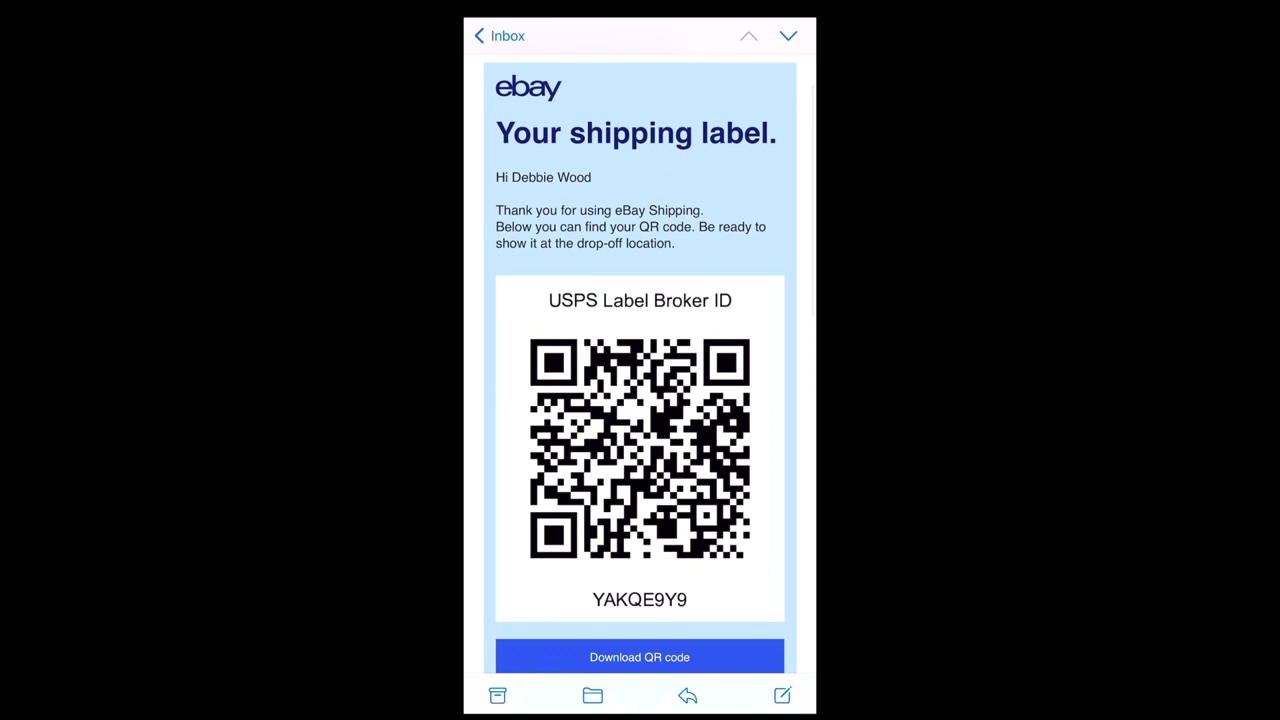 Inbox
ebay
Your shipping label.
Hi Debbie Wood
Thank you for using eBay Shipping.
Below you can find your QR code. Be ready to
show it at the drop-off location.
USPS Label Broker ID
YAKQE9Y9
Download QR code